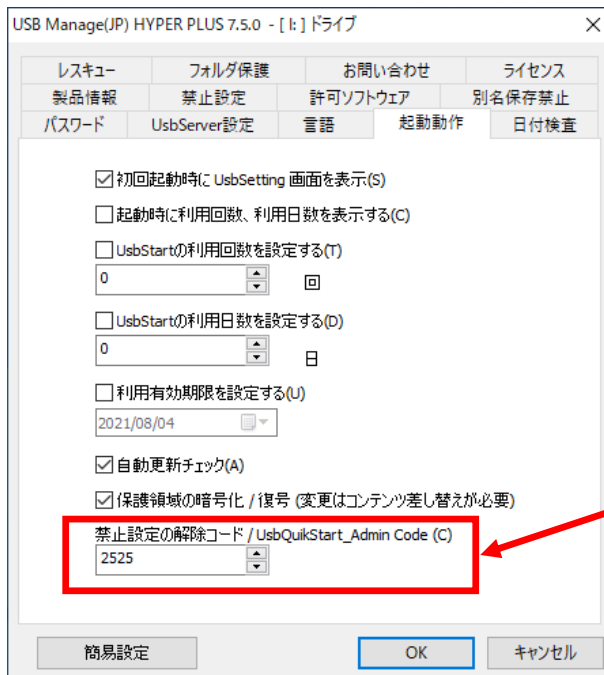 USB Manage(JP) HYPER PLUS 7.5.0 - [ I: ] ドライブ
レスキュー フォルダ保護 お問い合わせ ライセンス
製品情報 禁止設定 許可ソフトウェア 別名保存禁止
パスワード UsbServer設定 言語 起動動作 日付検査
初回起動時に UsbSetting 画面を表示(S)
起動時に利用回数、利用日数を表示する(C)
UsbStartの利用回数を設定する(T)
0 回
UsbStartの利用日数を設定する(D)
0 日
利用有効期限を設定する(U)
2021/08/04
自動更新チェック(A)
保護領域の暗号化 / 復号 (変更はコンテンツ差し替えが必要)
禁止設定の解除コード / UsbQuikStart_Admin Code (C)
2525
簡易設定 OK キャンセル